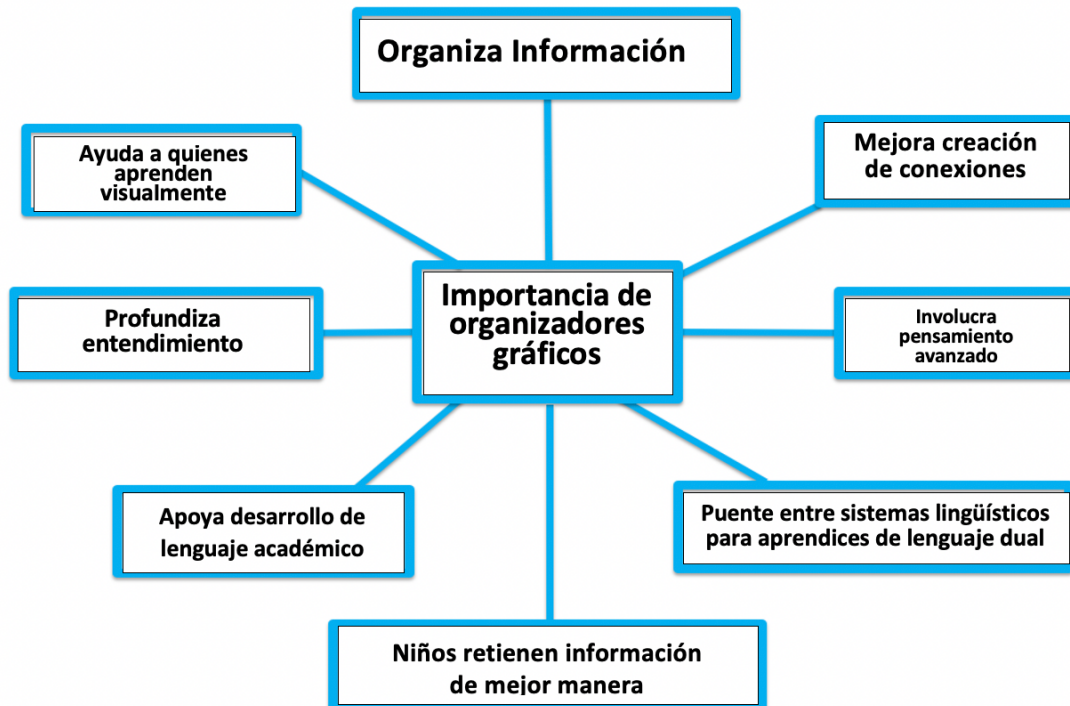 Organiza Información
Ayuda a quienes
aprenden
visualmente
Mejora creación
de conexiones
Importancia de
organizadores
gráficos
Profundiza
entendimiento
Involucra
pensamiento
avanzado
Apoya desarrollo de
lenguaje académico
Puente entre sistemas lingüísticos
para aprendices de lenguaje dual
Niños retienen información
de mejor manera